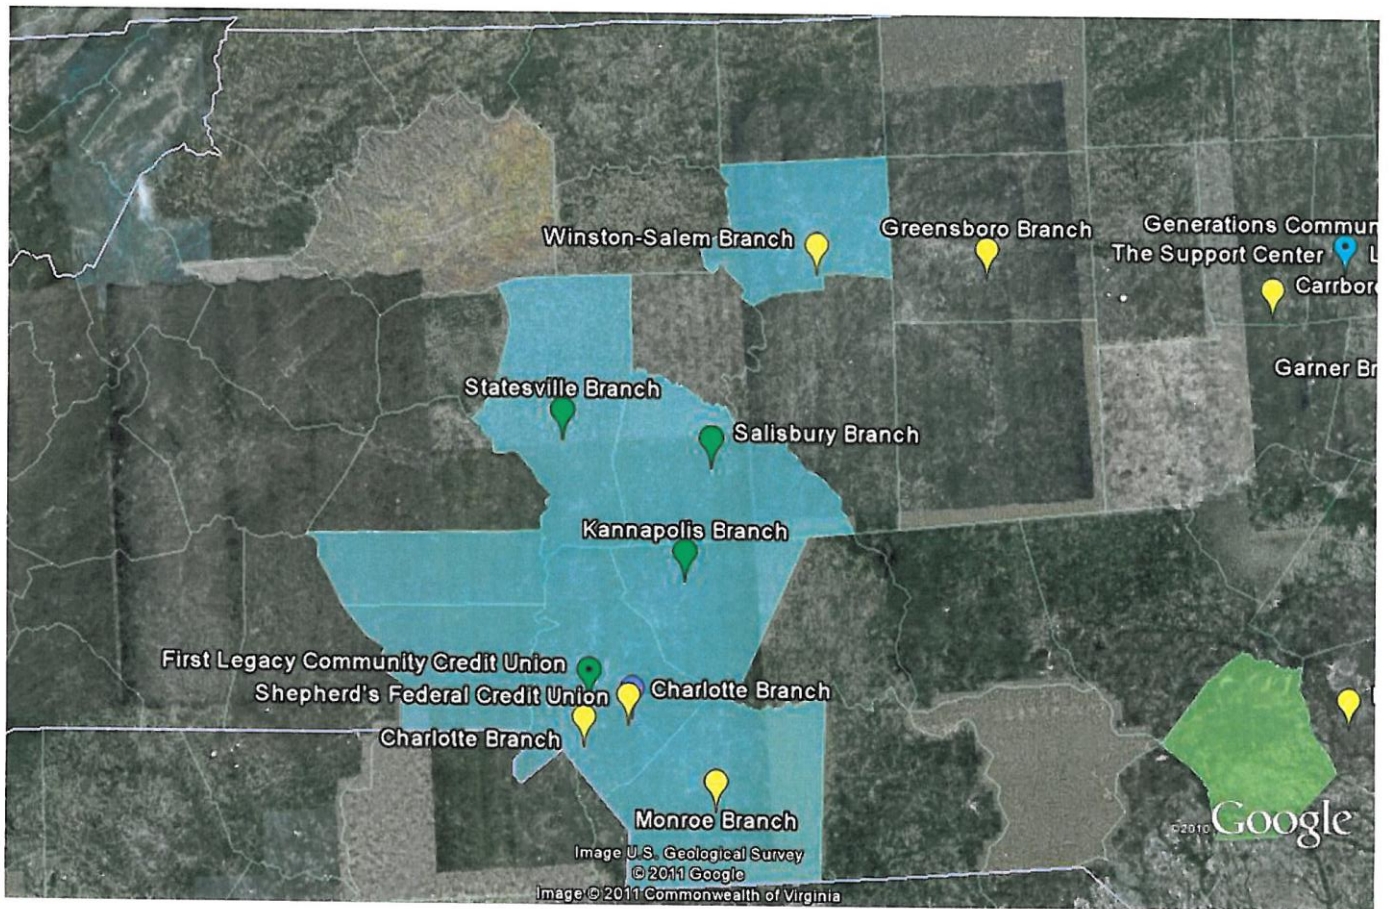 Winston-Salem Branch
Greensboro Branch
Generations Commun
The Support Center
L
Carrbor
Garner Br
Statesville Branch
Salisbury Branch
Kannapolis Branch
First Legacy Community Credit Union
Shepherd's Federal Credit Union
Charlotte Branch
Charlotte Branch
Monroe Branch
©2010 Google
Image U.S. Geological Survey
© 2011 Google
Image © 2011 Commonwealth of Virginia